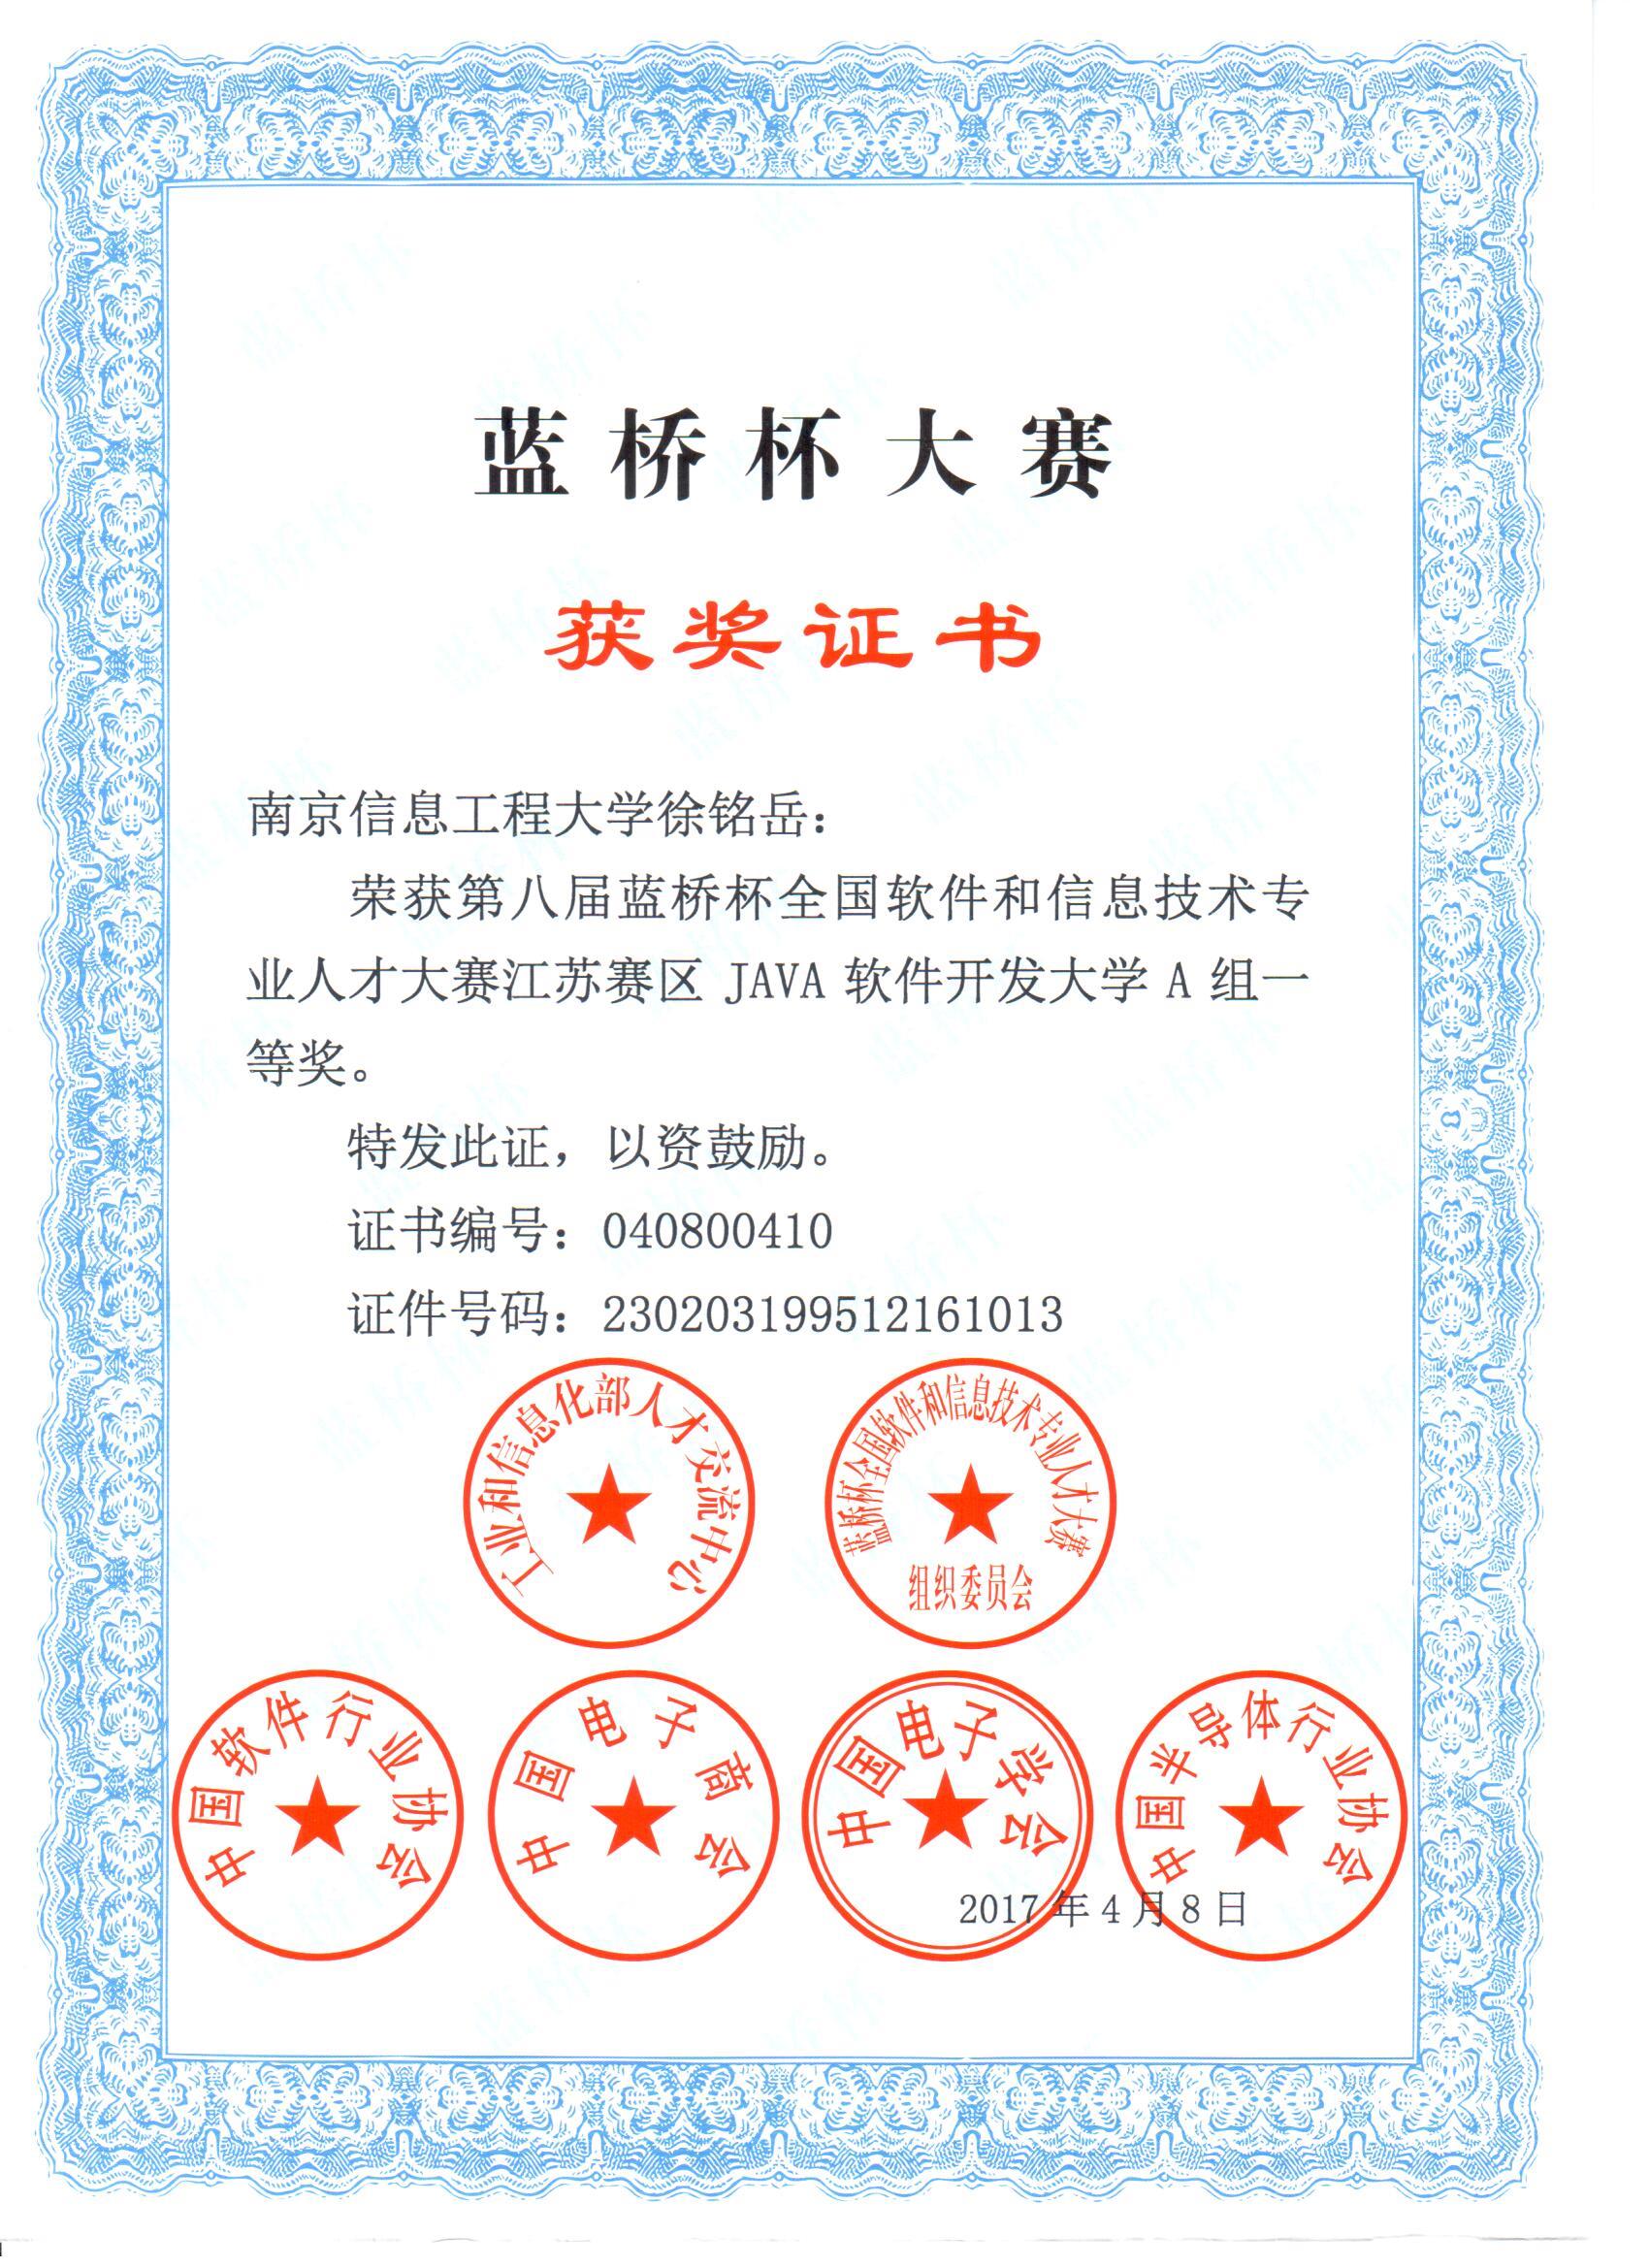 蓝桥杯大赛
获奖证书
南京信息工程大学徐铭岳：
荣获第八届蓝桥杯全国软件和信息技术专
业人才大赛江苏赛区 JAVA 软件开发大学 A 组一
等奖。
特发此证，以资鼓励。
证书编号：040800410
证件号码：230203199512161013
工业和信息化部人才交流中心
蓝桥杯全国软件和信息技术专业人才大赛
组织委员会
中国软件行业协会
中国电子商会
中国电子学会
中国半导体行业协会
2017 年 4 月 8 日